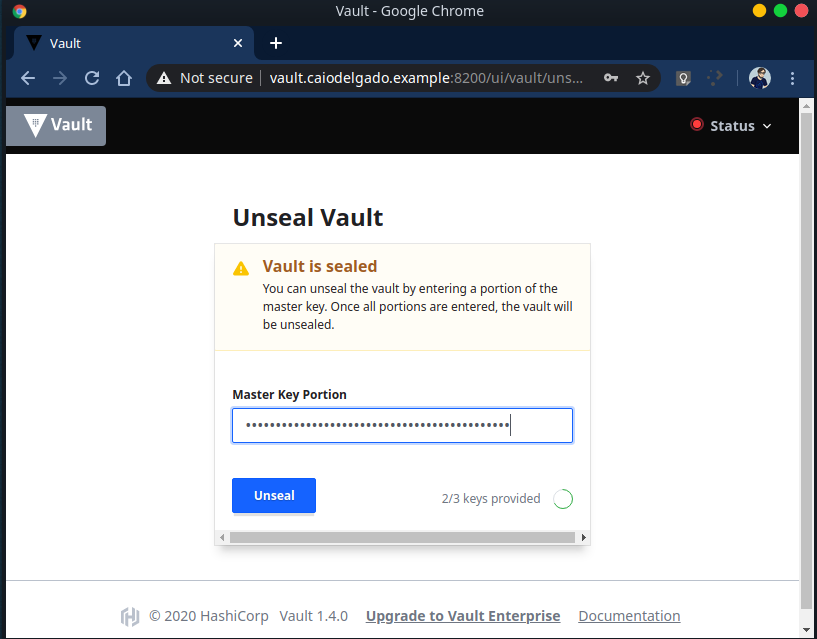 Vault - Google Chrome
Vault
Not secure vault.caiodelgado.example:8200/ui/vault/uns...
Vault Status
Unseal Vault
Vault is sealed
You can unseal the vault by entering a portion of the
master key. Once all portions are entered, the vault will
be unsealed.
Master Key Portion
••••••••••••••••••••••••••••••••••••••••••••
Unseal 2/3 keys provided
© 2020 HashiCorp Vault 1.4.0 Upgrade to Vault Enterprise Documentation